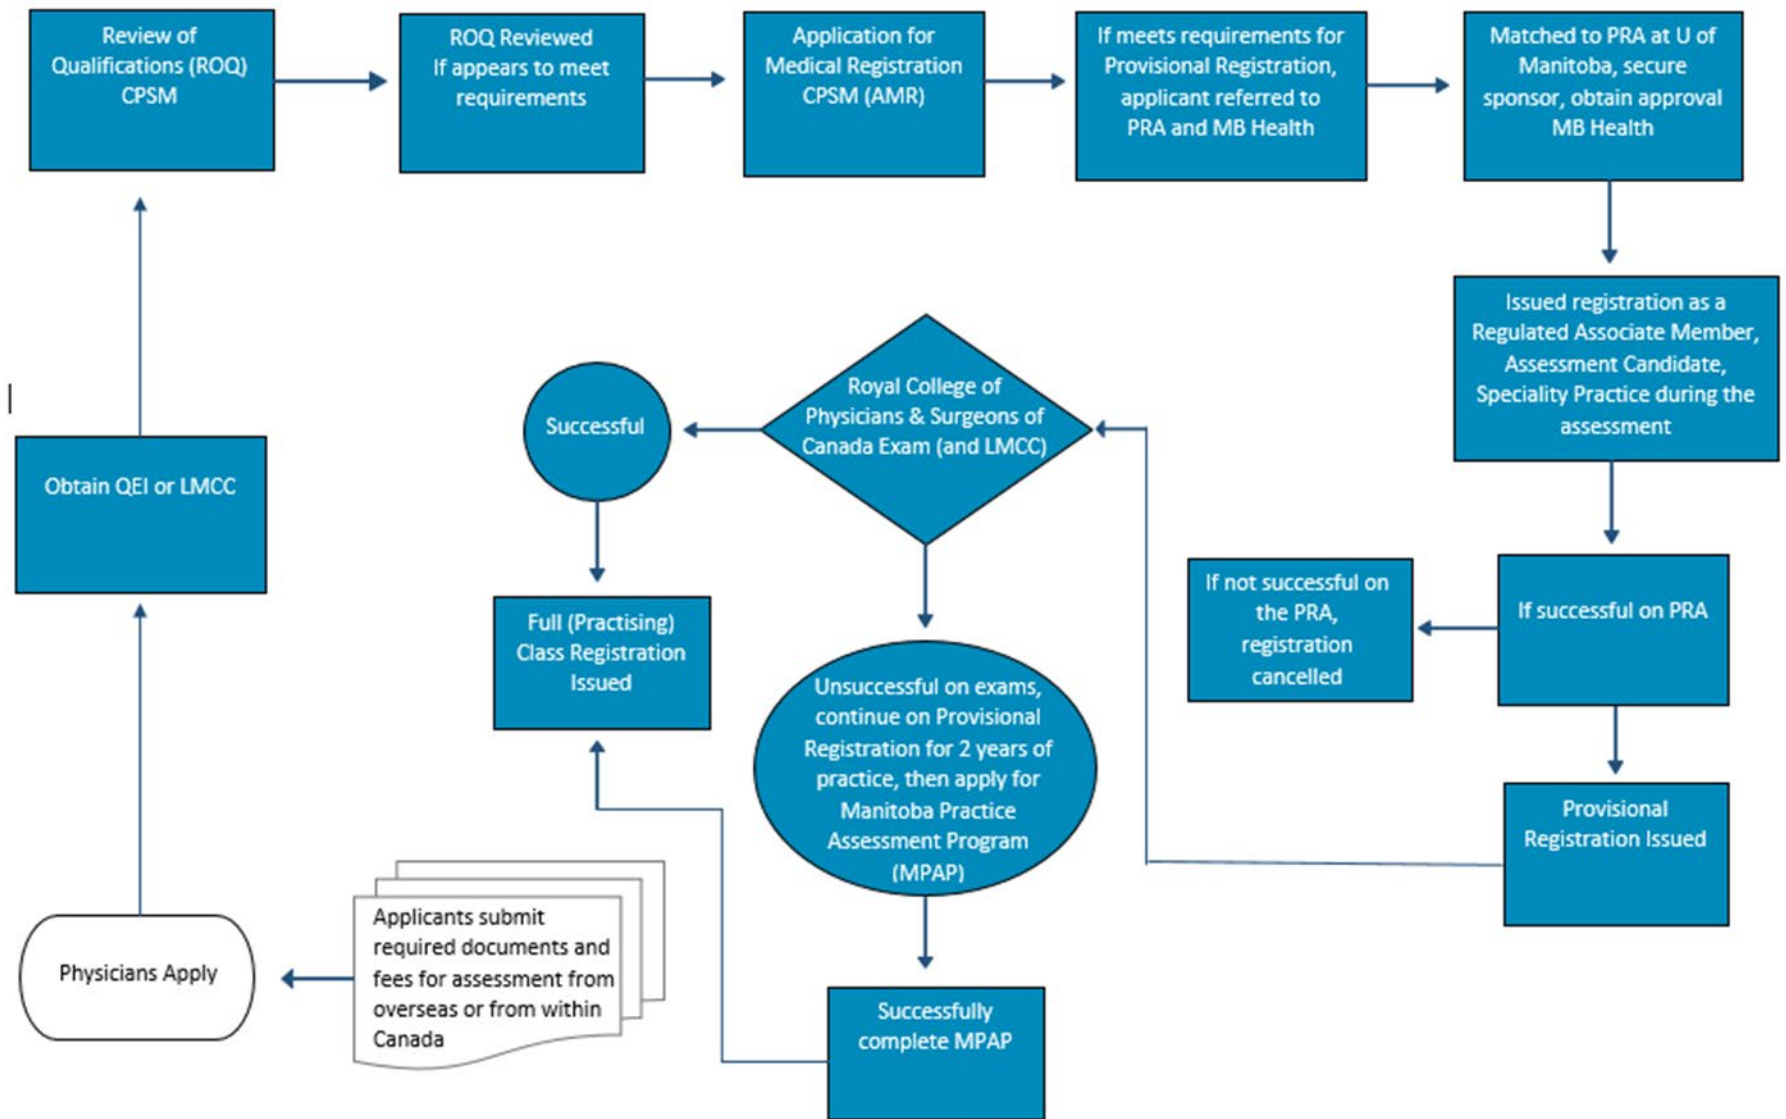 Review of
Qualifications (ROQ)
CPSM
ROQ Reviewed
If appears to meet
requirements
Application for
Medical Registration
CPSM (AMR)
If meets requirements for
Provisional Registration,
applicant referred to
PRA and MB Health
Matched to PRA at U of
Manitoba, secure
sponsor, obtain approval
MB Health
Issued registration as a
Regulated Associate Member,
Assessment Candidate,
Speciality Practice during the
assessment
If successful on PRA
If not successful on
the PRA,
registration
cancelled
Provisional
Registration Issued
Royal College of
Physicians & Surgeons of
Canada Exam (and LMCC)
Successful
Full (Practising)
Class Registration
Issued
Unsuccessful on exams,
continue on Provisional
Registration for 2 years of
practice, then apply for
Manitoba Practice
Assessment Program
(MPAP)
Successfully
complete MPAP
Obtain QEI or LMCC
Physicians Apply
Applicants submit
required documents and
fees for assessment from
overseas or from within
Canada